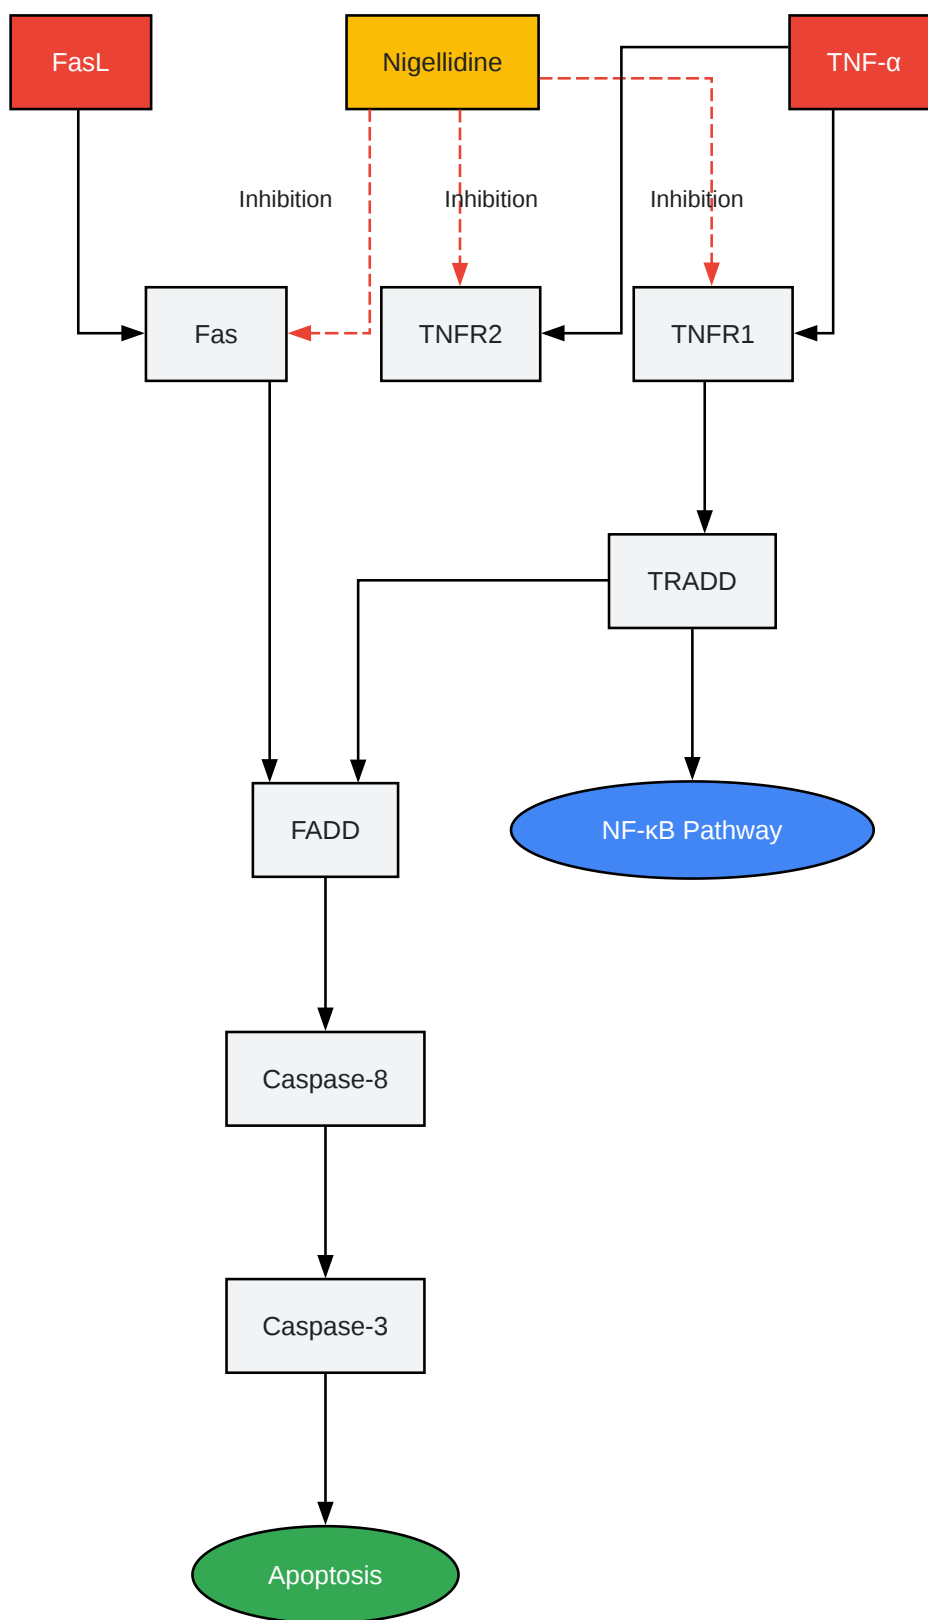 FasL
Nigellidine
TNF-α
Inhibition
Inhibition
Inhibition
Fas
TNFR2
TNFR1
TRADD
FADD
NF-κB Pathway
Caspase-8
Caspase-3
Apoptosis